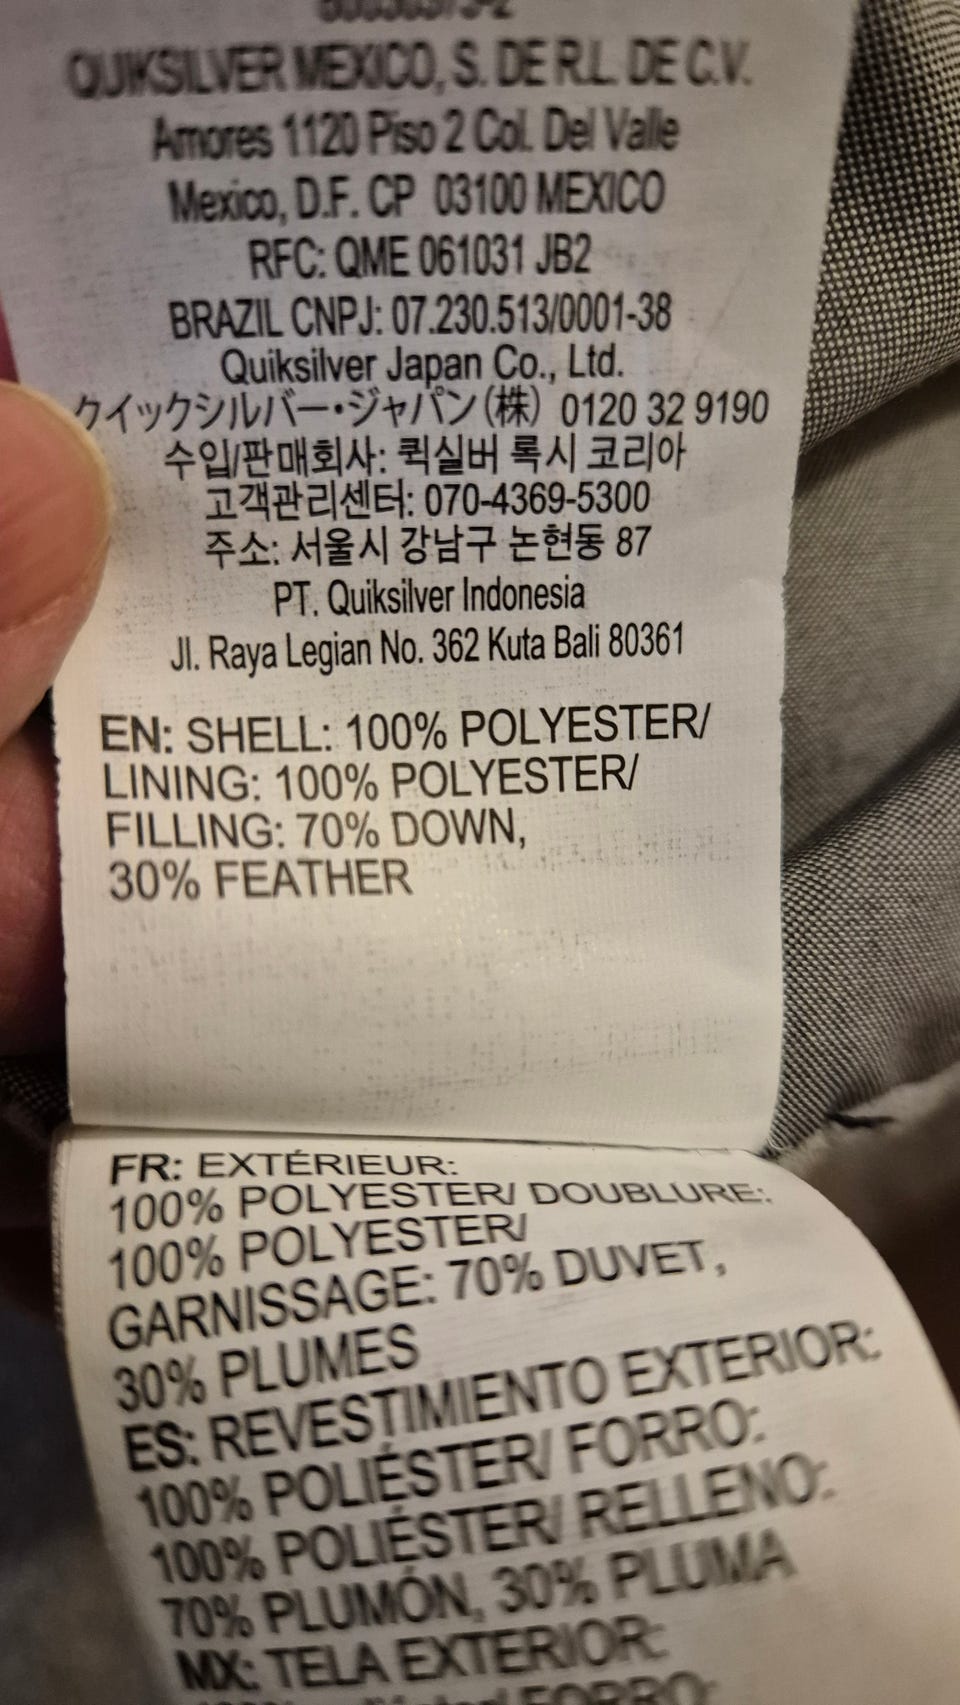 QUIKSILVER MEXICO, S. DE R.L. DE C.V.
Amores 1120 Piso 2 Col. Del Valle
Mexico, D.F. CP 03100 MEXICO
RFC: QME 061031 JB2
BRAZIL CNPJ: 07.230.513/0001-38
Quiksilver Japan Co., Ltd.
クイックシルバー・ジャパン(株) 0120 32 9190
수입/판매회사: 퀵실버 록시 코리아
고객관리센터: 070-4369-5300
주소: 서울시 강남구 논현동 87
PT. Quiksilver Indonesia
Jl. Raya Legian No. 362 Kuta Bali 80361
EN: SHELL: 100% POLYESTER/
LINING: 100% POLYESTER/
FILLING: 70% DOWN,
30% FEATHER
FR: EXTÉRIEUR:
100% POLYESTER/ DOUBLURE:
100% POLYESTER/
GARNISSAGE: 70% DUVET,
30% PLUMES
ES: REVESTIMIENTO EXTERIOR:
100% POLIÉSTER/ FORRO:
100% POLIÉSTER/ RELLENO:
70% PLUMÓN, 30% PLUMA
MX: TELA EXTERIOR:
FORRO: